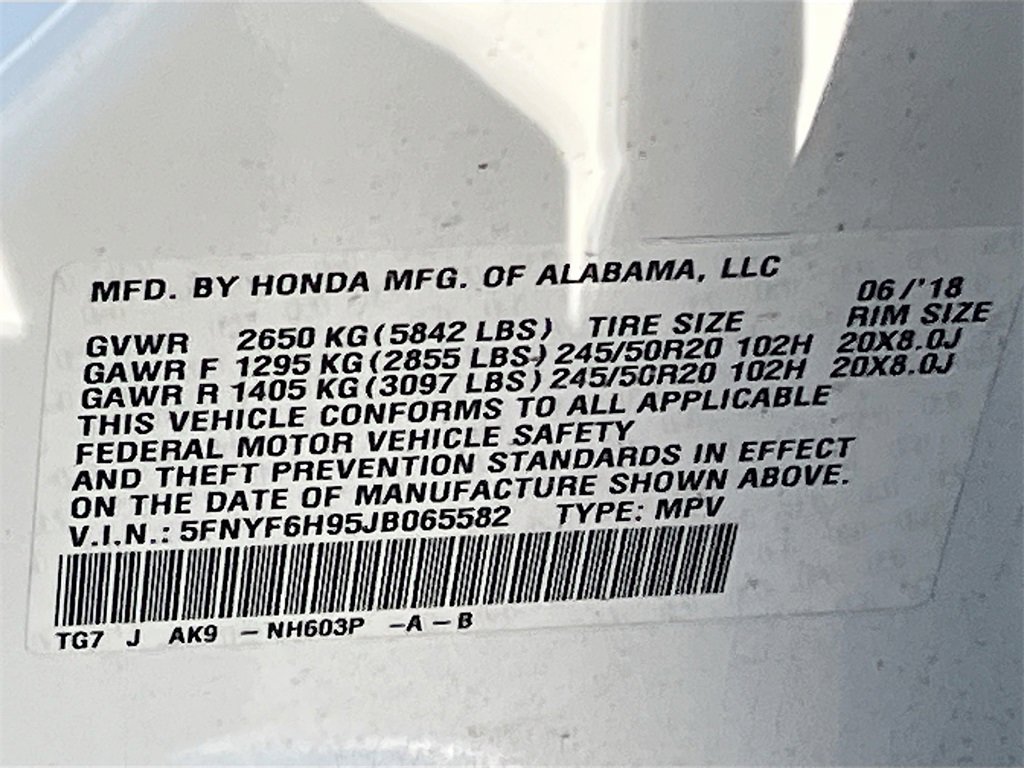 MFD. BY HONDA MFG. OF ALABAMA, LLC
06/'18
GVWR 2650 KG (5842 LBS) TIRE SIZE RIM SIZE
GAWR F 1295 KG (2855 LBS) 245/50R20 102H 20X8.0J
GAWR R 1405 KG (3097 LBS) 245/50R20 102H 20X8.0J
THIS VEHICLE CONFORMS TO ALL APPLICABLE
FEDERAL MOTOR VEHICLE SAFETY
AND THEFT PREVENTION STANDARDS IN EFFECT
ON THE DATE OF MANUFACTURE SHOWN ABOVE.
V.I.N.: 5FNYF6H95JB065582 TYPE: MPV
TG7 J AK9 - NH603P -A-B